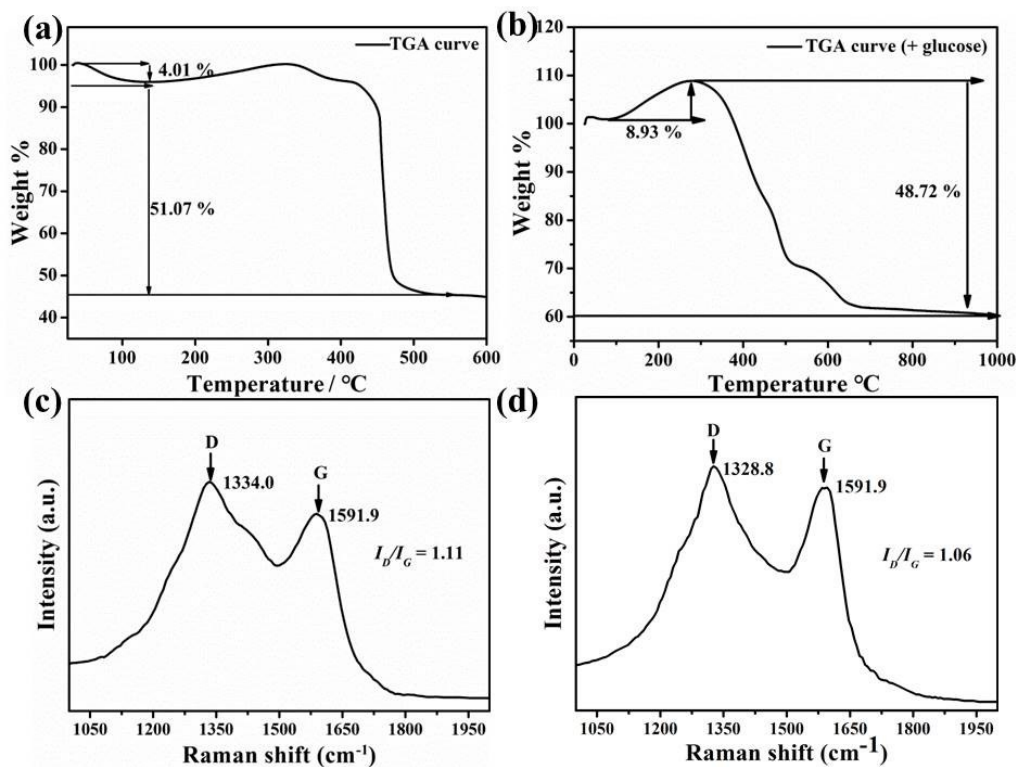 (a)
TGA curve
100
90
80
70
60
50
40
4.01 %
51.07 %
Weight %
100 200 300 400 500 600
Temperature / °C
(b)
TGA curve (+ glucose)
120
110
100
90
80
70
60
8.93 %
48.72 %
Weight %
0 200 400 600 800 1000
Temperature °C
(c)
D
1334.0
G
1591.9
I_D/I_G = 1.11
Intensity (a.u.)
1050 1200 1350 1500 1650 1800 1950
Raman shift (cm⁻¹)
(d)
D
1328.8
G
1591.9
I_D/I_G = 1.06
Intensity (a.u.)
1050 1200 1350 1500 1650 1800 1950
Raman shift (cm⁻¹)